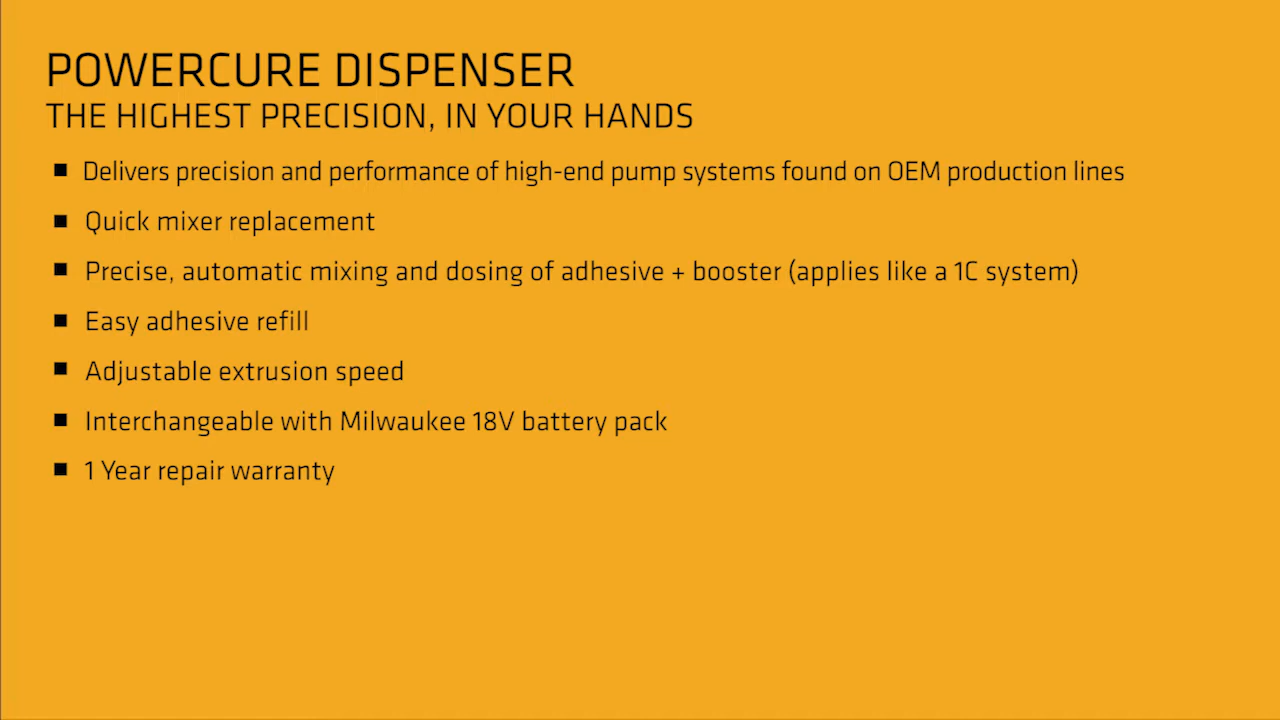 POWERCURE DISPENSER
THE HIGHEST PRECISION, IN YOUR HANDS
■ Delivers precision and performance of high-end pump systems found on OEM production lines
■ Quick mixer replacement
■ Precise, automatic mixing and dosing of adhesive + booster (applies like a 1C system)
■ Easy adhesive refill
■ Adjustable extrusion speed
■ Interchangeable with Milwaukee 18V battery pack
■ 1 Year repair warranty